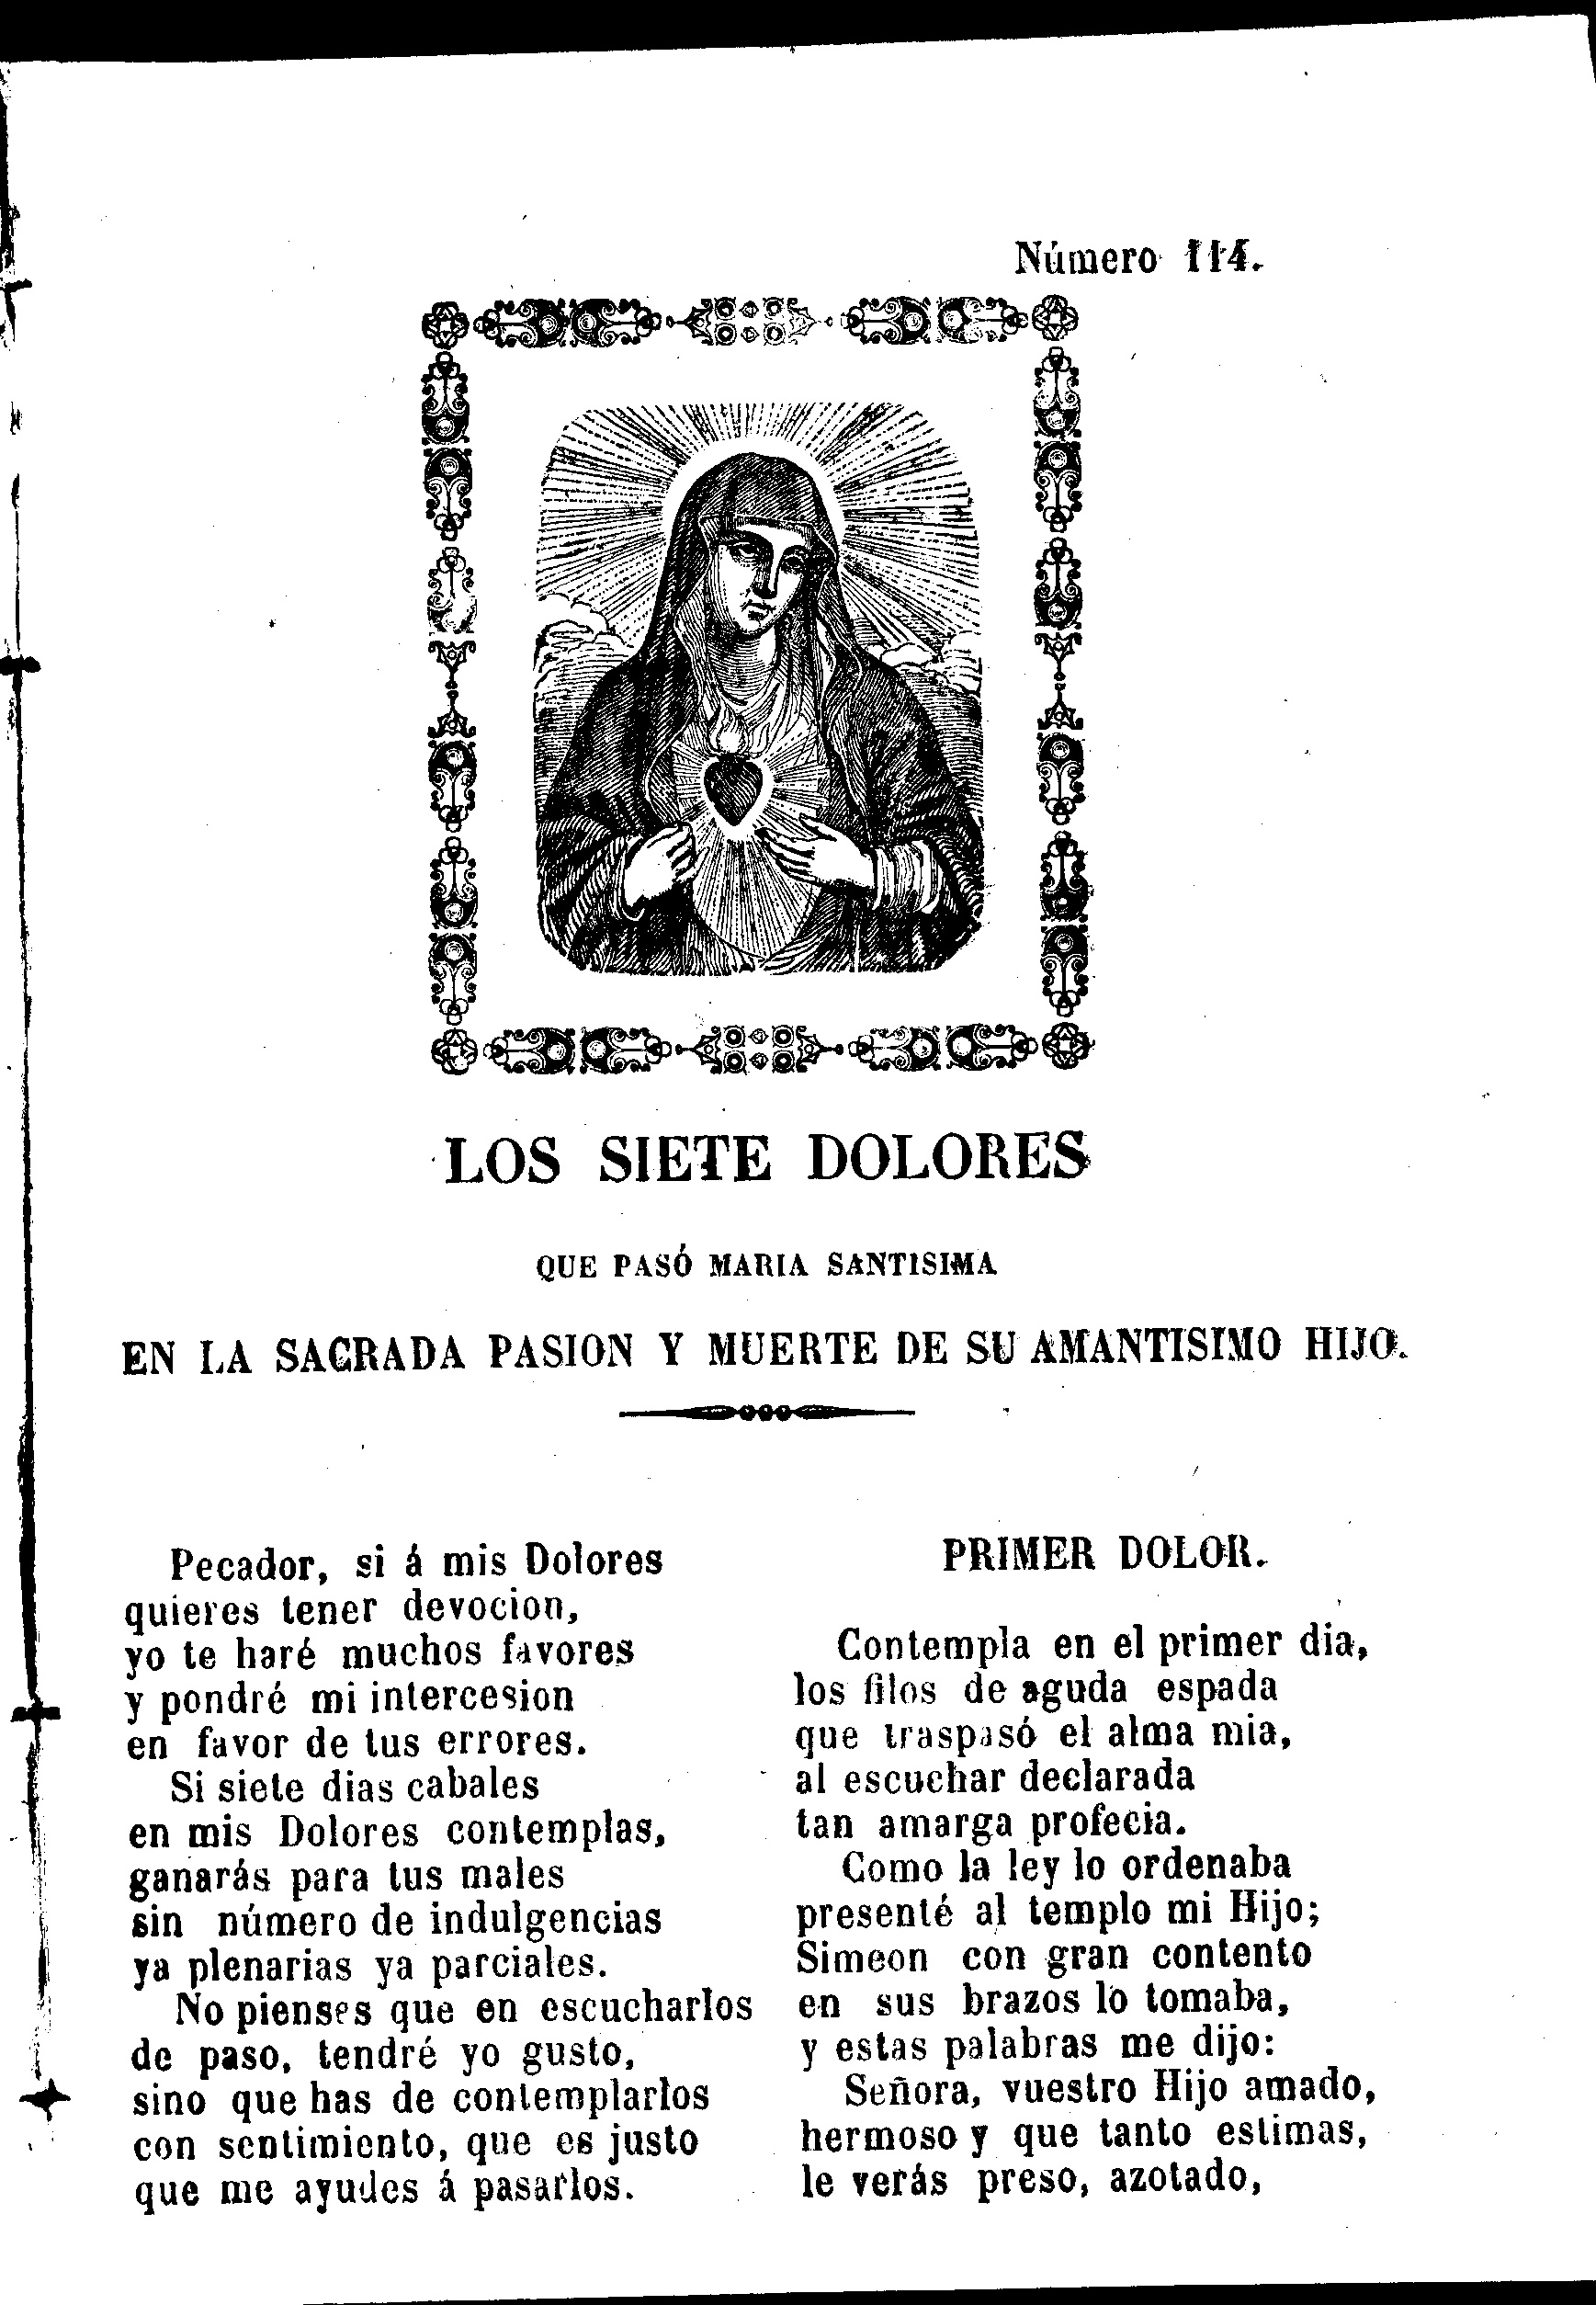 Número 114.
LOS SIETE DOLORES
QUE PASÓ MARIA SANTISIMA
EN LA SAGRADA PASION Y MUERTE DE SU AMANTISIMO HIJO.
Pecador, si á mis Dolores
quieres tener devocion,
yo te haré muchos favores
y pondré mi intercesion
en favor de tus errores.
Si siete dias cabales
en mis Dolores contemplas,
ganarás para tus males
sin número de indulgencias
ya plenarias ya parciales.
No pienses que en escucharlos
de paso, tendré yo gusto,
sino que has de contemplarlos
con sentimiento, que es justo
que me ayudes á pasarlos.
PRIMER DOLOR.
Contempla en el primer dia,
los filos de aguda espada
que traspasó el alma mia,
al escuchar declarada
tan amarga profecia.
Como la ley lo ordenaba
presenté al templo mi Hijo;
Simeon con gran contento
en sus brazos lo tomaba,
y estas palabras me dijo:
Señora, vuestro Hijo amado,
hermoso y que tanto estimas,
le verás preso, azotado,